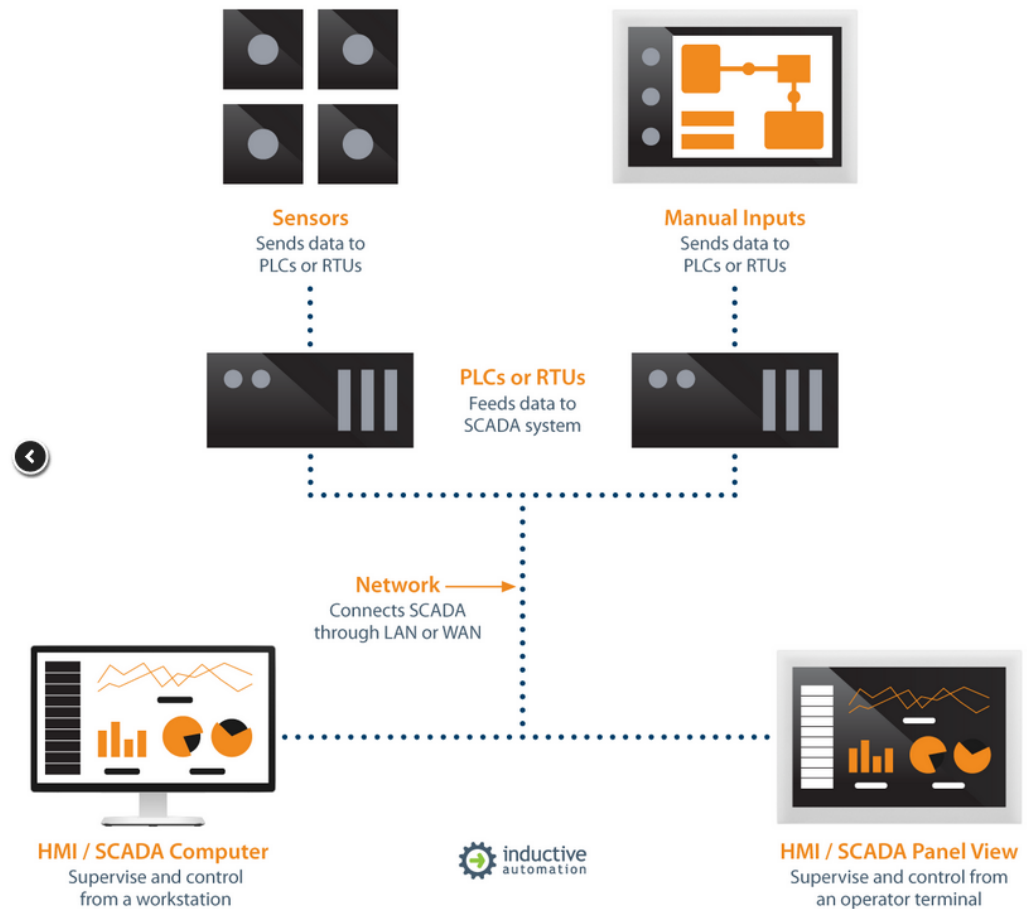 Sensors
Sends data to
PLCs or RTUs
Manual Inputs
Sends data to
PLCs or RTUs
PLCs or RTUs
Feeds data to
SCADA system
Network
Connects SCADA
through LAN or WAN
HMI / SCADA Computer
Supervise and control
from a workstation
inductive
automation
HMI / SCADA Panel View
Supervise and control from
an operator terminal